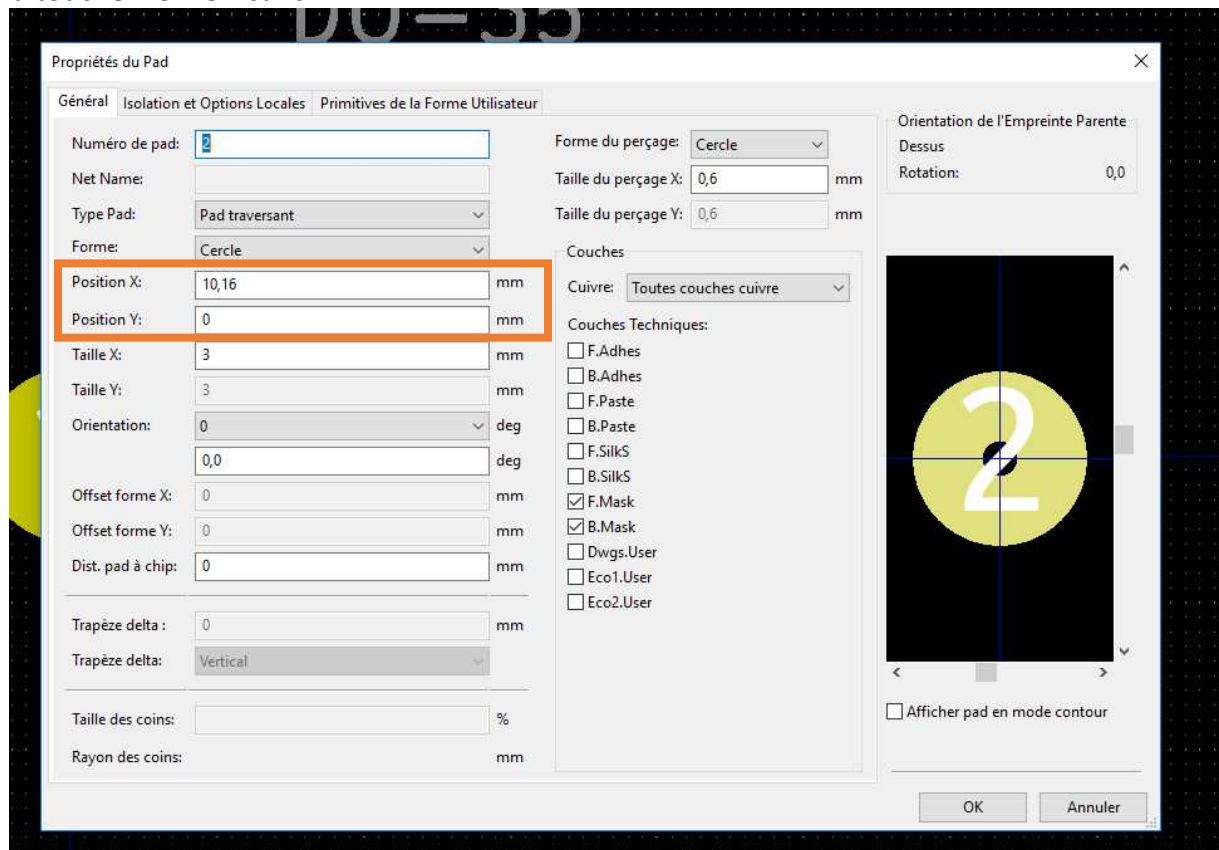 DO-35
Propriétés du Pad
Général Isolation et Options Locales Primitives de la Forme Utilisateur
Numéro de pad: 2
Net Name:
Type Pad: Pad traversant
Forme: Cercle
Position X: 10,16 mm
Position Y: 0 mm
Taille X: 3 mm
Taille Y: 3 mm
Orientation: 0 deg
0,0 deg
Offset forme X: 0 mm
Offset forme Y: 0 mm
Dist. pad à chip: 0 mm
Trapèze delta : 0 mm
Trapèze delta: Vertical
Taille des coins: %
Rayon des coins: mm
Forme du perçage: Cercle
Taille du perçage X: 0,6 mm
Taille du perçage Y: 0,6 mm
Couches
Cuivre: Toutes couches cuivre
Couches Techniques:
F.Adhes
B.Adhes
F.Paste
B.Paste
F.SilkS
B.SilkS
F.Mask
B.Mask
Dwgs.User
Eco1.User
Eco2.User
Orientation de l'Empreinte Parente
Dessus
Rotation: 0,0
2
Afficher pad en mode contour
OK Annuler